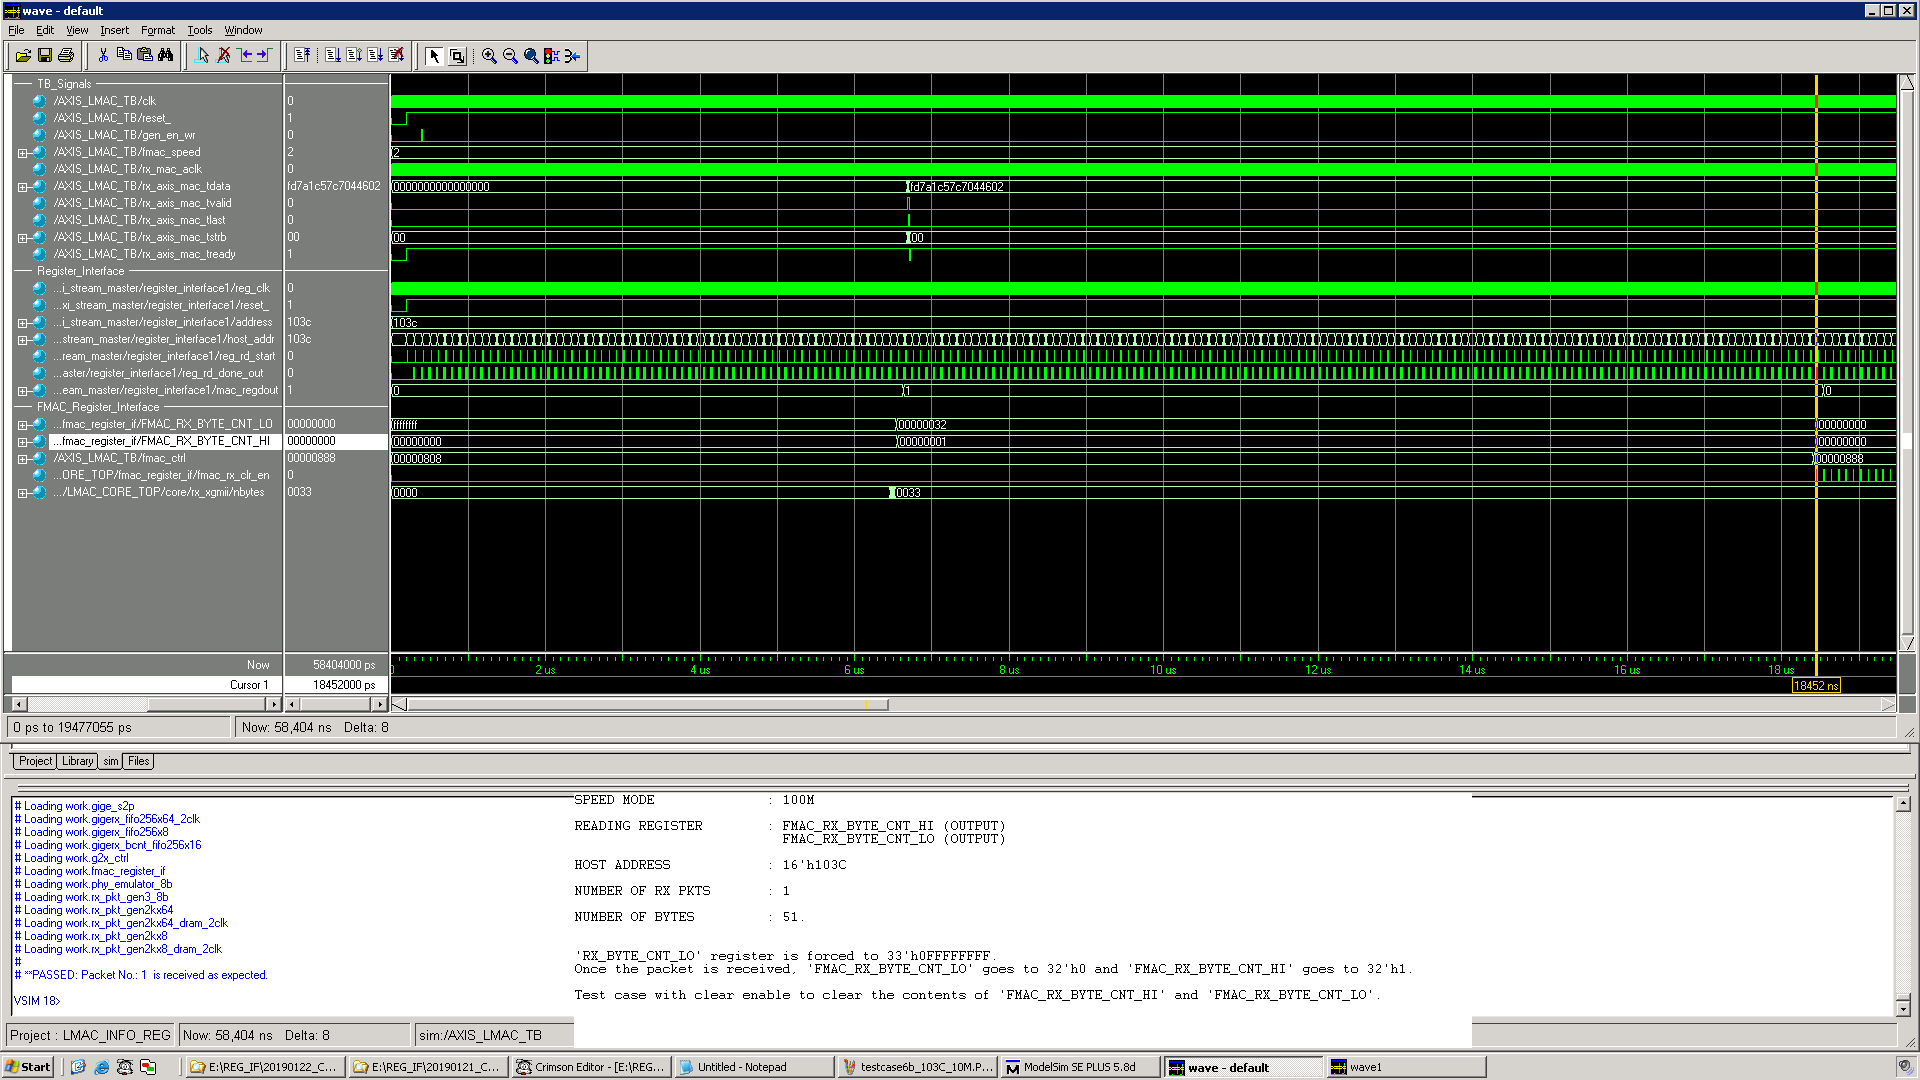 wave - default
File Edit View Insert Format Tools Window
TB_Signals
/AXIS_LMAC_TB/clk 0
/AXIS_LMAC_TB/reset_ 1
/AXIS_LMAC_TB/gen_en_wr 0
/AXIS_LMAC_TB/fmac_speed 2 2
/AXIS_LMAC_TB/rx_mac_aclk 0
/AXIS_LMAC_TB/rx_axis_mac_tdata fd7a1c57c7044602 0000000000000000 fd7a1c57c7044602
/AXIS_LMAC_TB/rx_axis_mac_tvalid 0
/AXIS_LMAC_TB/rx_axis_mac_tlast 0
/AXIS_LMAC_TB/rx_axis_mac_tstrb 00 00 00
/AXIS_LMAC_TB/rx_axis_mac_tready 1
Register_Interface
...i_stream_master/register_interface1/reg_clk 0
...xi_stream_master/register_interface1/reset_ 1
...i_stream_master/register_interface1/address 103c 103c
...stream_master/register_interface1/host_addr 103c
...ream_master/register_interface1/reg_rd_start 0
...aster/register_interface1/reg_rd_done_out 0
...eam_master/register_interface1/mac_regdout 1 0 1 0
FMAC_Register_Interface
...fmac_register_if/FMAC_RX_BYTE_CNT_LO 00000000 ffffffff 00000032 00000000
...fmac_register_if/FMAC_RX_BYTE_CNT_HI 00000000 00000000 00000001 00000000
/AXIS_LMAC_TB/fmac_ctrl 00000888 00000808 00000888
...ORE_TOP/fmac_register_if/fmac_rx_clr_en 0
.../LMAC_CORE_TOP/core/rx_xgmii/nbytes 0033 0000 0033
Now 58404000 ps 0 2 us 4 us 6 us 8 us 10 us 12 us 14 us 16 us 18 us
Cursor 1 18452000 ps 18452 ns
0 ps to 19477055 ps Now: 58,404 ns Delta: 8
Project Library sim Files
# Loading work.gige_s2p
# Loading work.gigerx_fifo256x64_2clk
# Loading work.gigerx_fifo256x8
# Loading work.gigerx_bcnt_fifo256x16
# Loading work.g2x_ctrl
# Loading work.fmac_register_if
# Loading work.phy_emulator_8b
# Loading work.rx_pkt_gen3_8b
# Loading work.rx_pkt_gen2kx64
# Loading work.rx_pkt_gen2kx64_dram_2clk
# Loading work.rx_pkt_gen2kx8
# Loading work.rx_pkt_gen2kx8_dram_2clk
#
# **PASSED: Packet No.: 1 is received as expected.
VSIM 18>
SPEED MODE : 100M
READING REGISTER : FMAC_RX_BYTE_CNT_HI (OUTPUT)
FMAC_RX_BYTE_CNT_LO (OUTPUT)
HOST ADDRESS : 16'h103C
NUMBER OF RX PKTS : 1
NUMBER OF BYTES : 51.
'RX_BYTE_CNT_LO' register is forced to 33'h0FFFFFFFF.
Once the packet is received, 'FMAC_RX_BYTE_CNT_LO' goes to 32'h0 and 'FMAC_RX_BYTE_CNT_HI' goes to 32'h1.
Test case with clear enable to clear the contents of 'FMAC_RX_BYTE_CNT_HI' and 'FMAC_RX_BYTE_CNT_LO'.
Project : LMAC_INFO_REG Now: 58,404 ns Delta: 8 sim:/AXIS_LMAC_TB
Start E:\REG_IF\20190122_C... E:\REG_IF\20190121_C... Crimson Editor - [E:\REG... Untitled - Notepad testcase6b_103C_10M.P... ModelSim SE PLUS 5.8d wave - default wave1